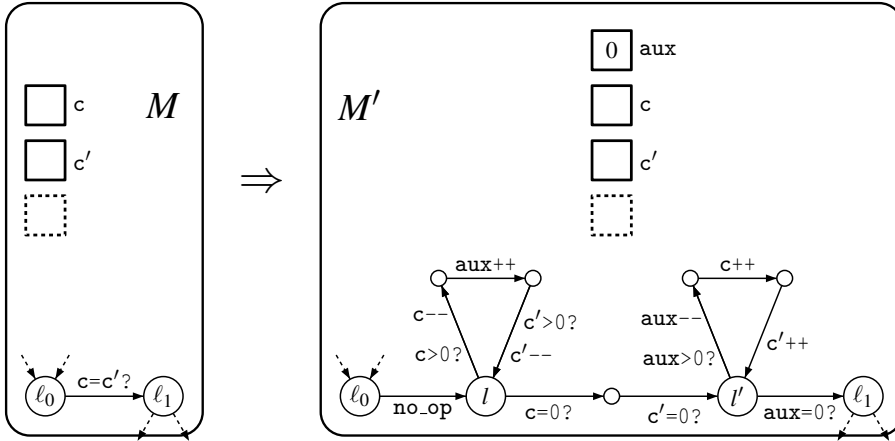 c
M
c′
ℓ0
c=c′?
ℓ1
⇒
M′
0
aux
c
c′
aux++
c--
c>0?
c′>0?
c′--
c++
aux--
aux>0?
c′++
ℓ0
no_op
l
c=0?
c′=0?
l′
aux=0?
ℓ1